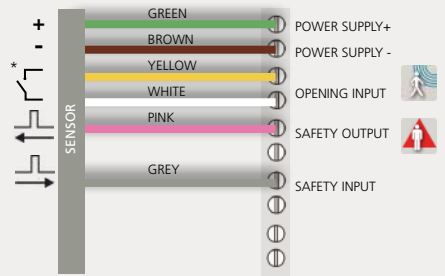 GREEN
+
POWER SUPPLY+
BROWN
-
POWER SUPPLY -
YELLOW
*
WHITE
OPENING INPUT
PINK
SAFETY OUTPUT
SENSOR
GREY
SAFETY INPUT